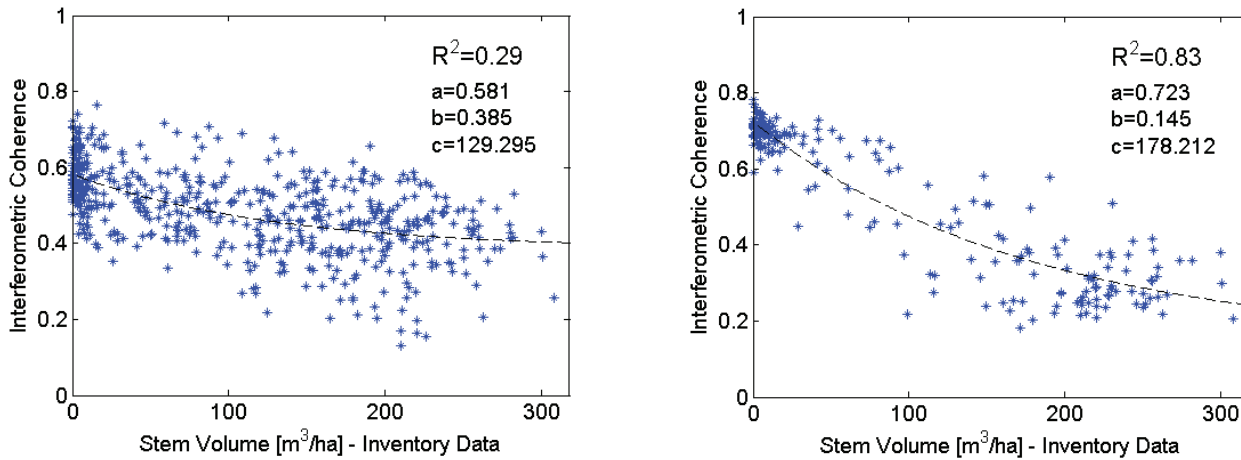 1
0.8
0.6
0.4
0.2
0
0 100 200 300
Interferometric Coherence
Stem Volume [m³/ha] - Inventory Data
R²=0.29
a=0.581
b=0.385
c=129.295
1
0.8
0.6
0.4
0.2
0
0 100 200 300
Interferometric Coherence
Stem Volume [m³/ha] - Inventory Data
R²=0.83
a=0.723
b=0.145
c=178.212